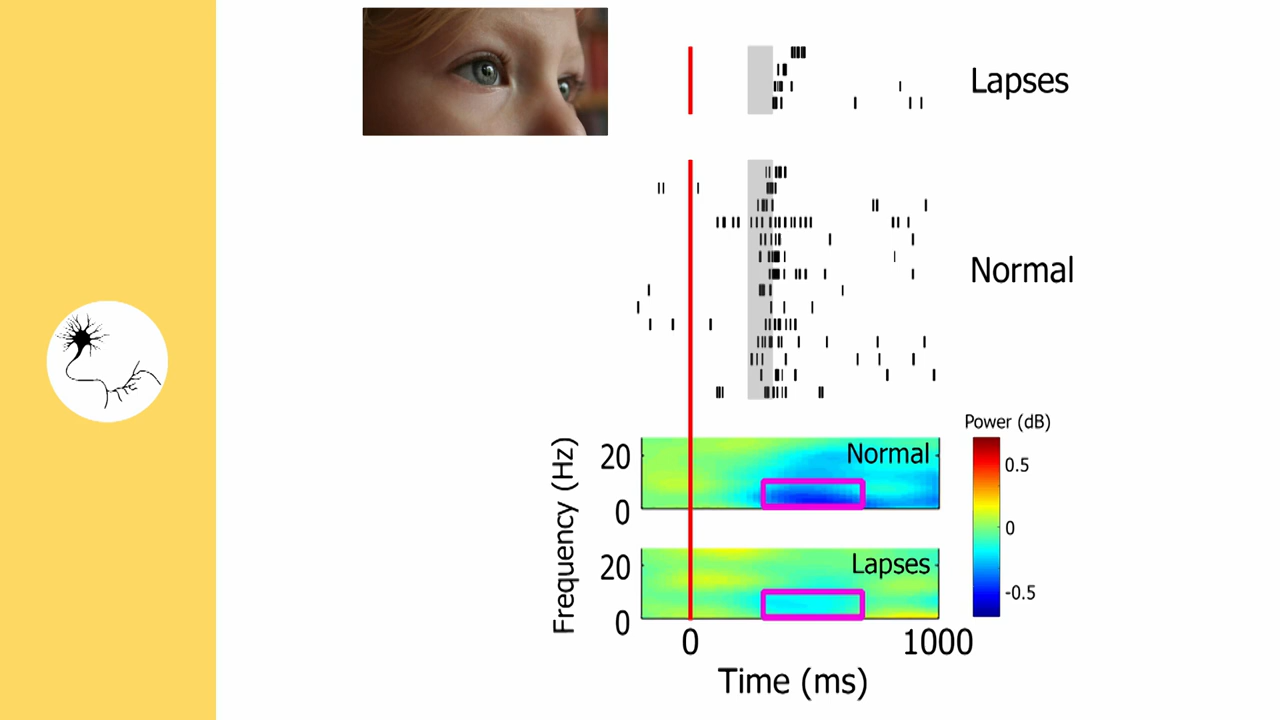 Lapses
Normal
Power (dB)
Frequency (Hz)
20
0
Normal
20
0
Lapses
0.5
0
-0.5
0
1000
Time (ms)